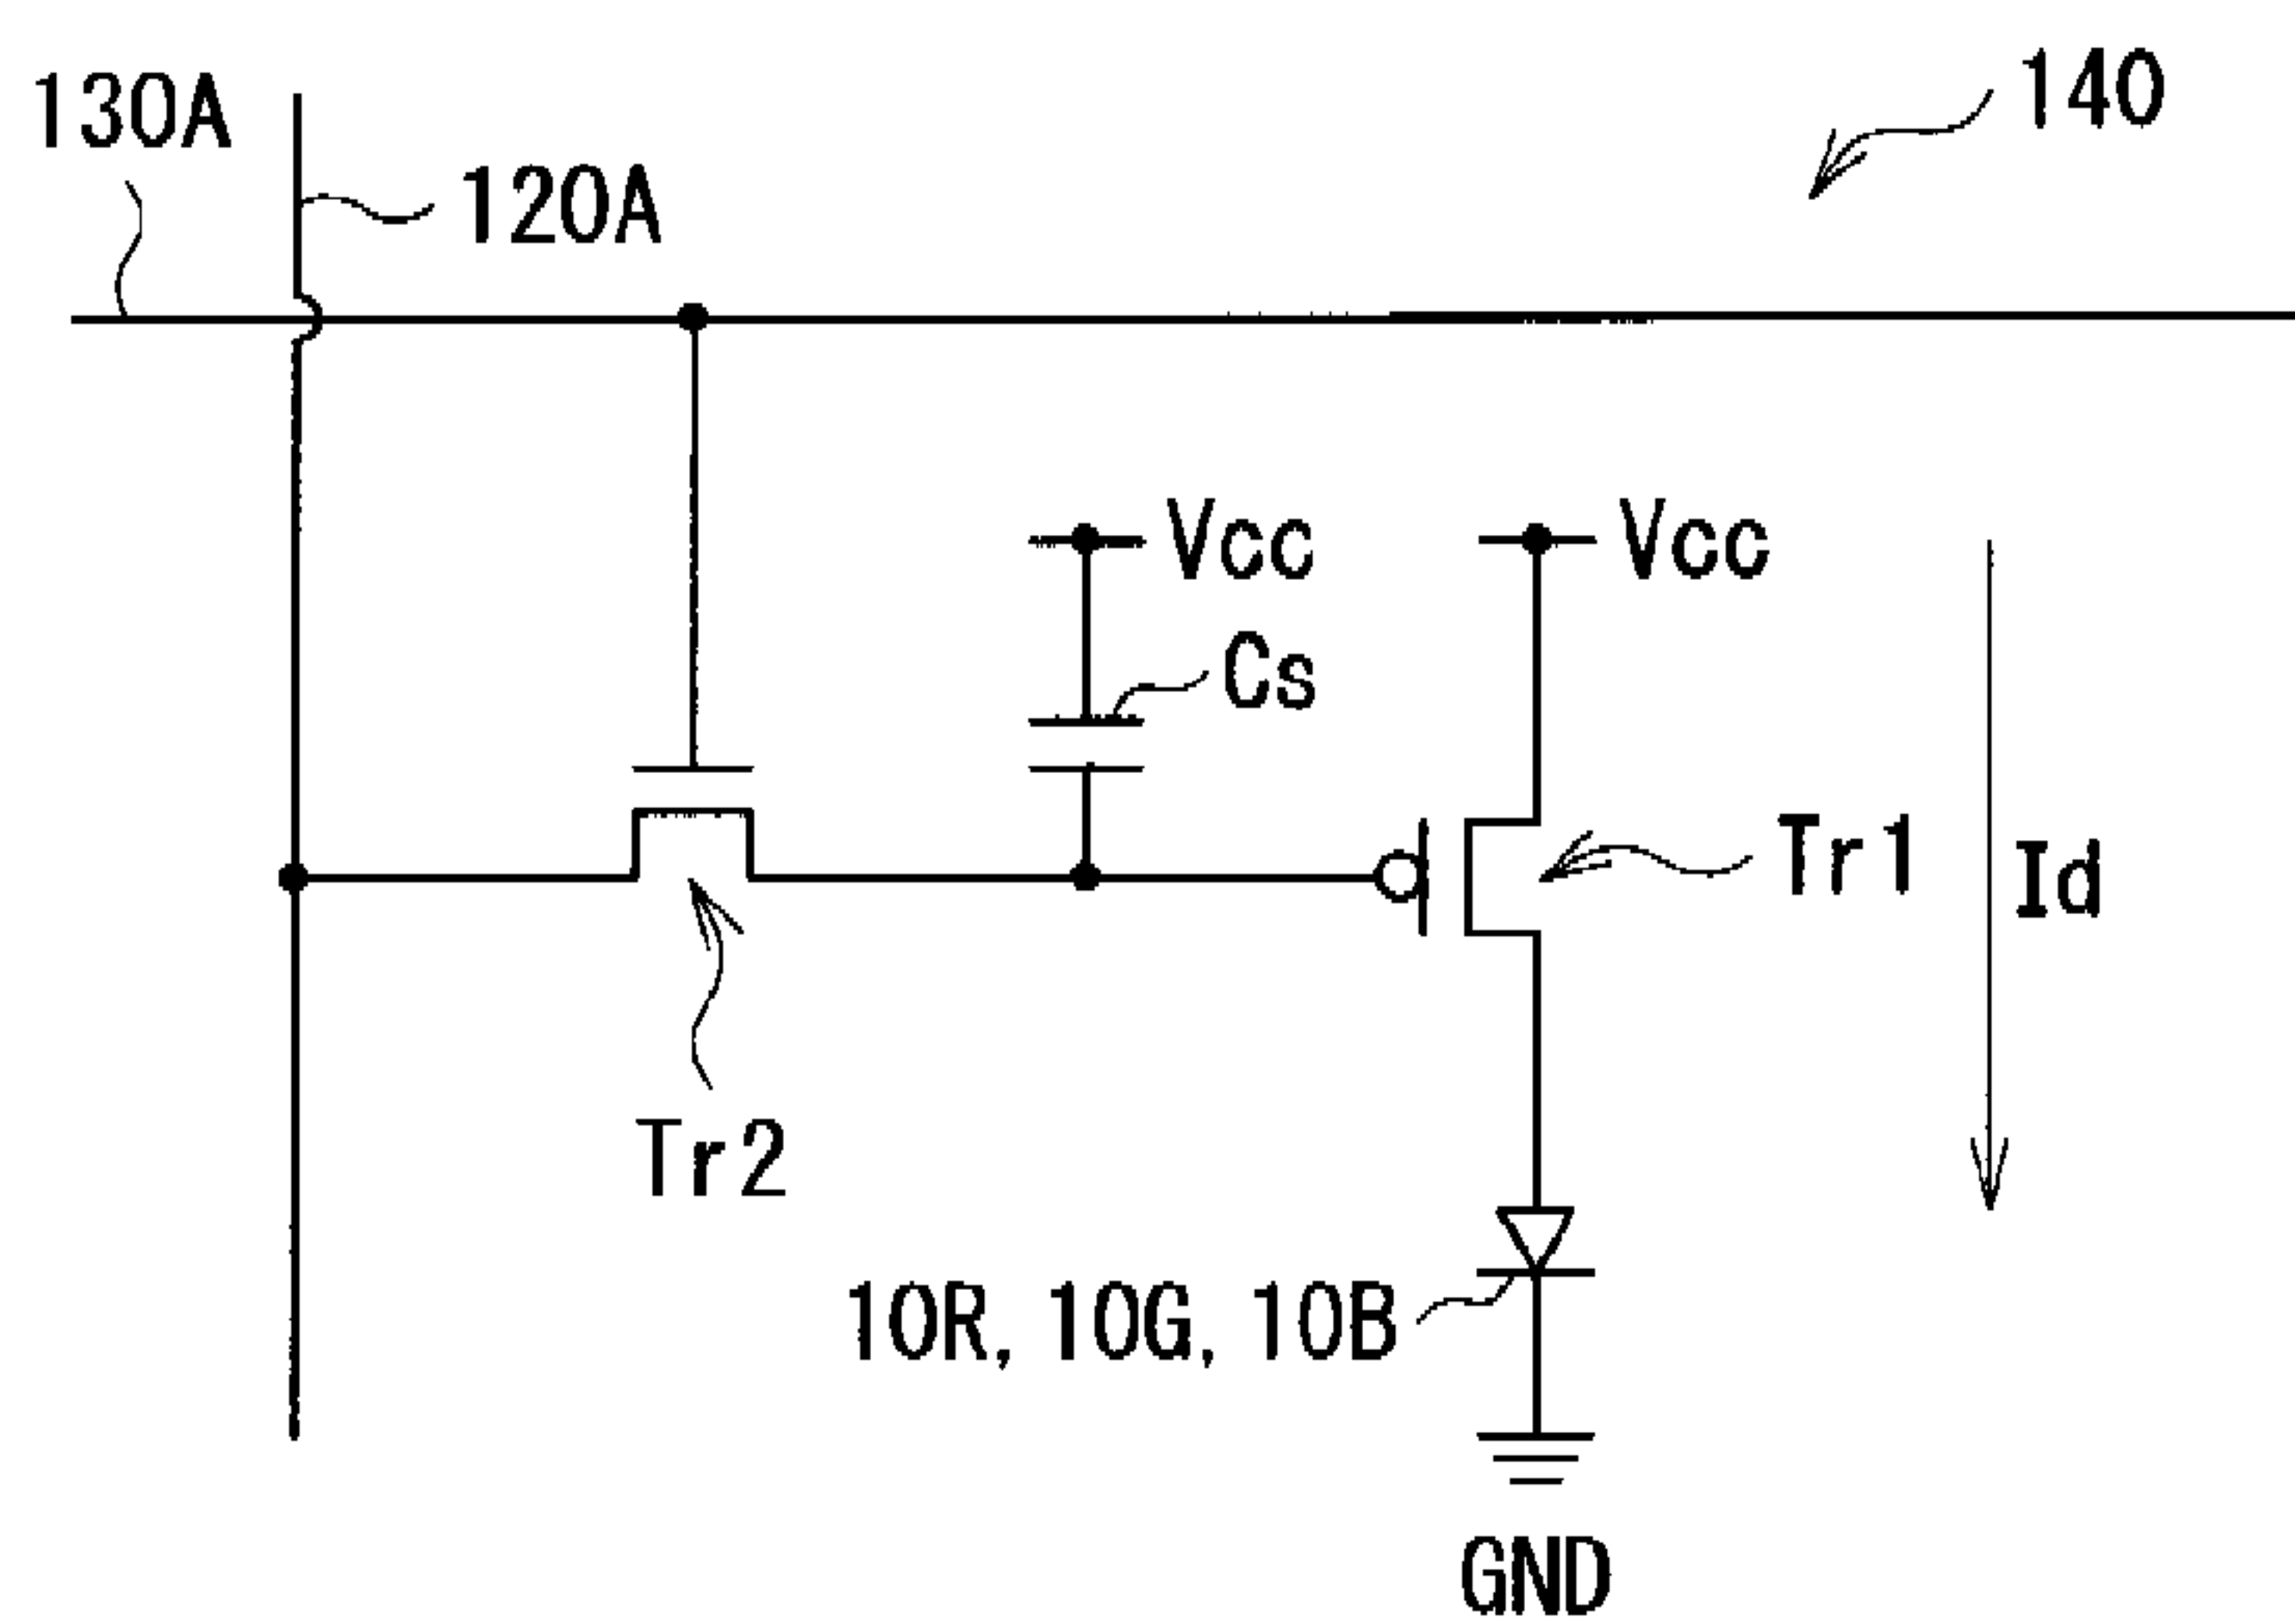 140
130A
120A
Vcc
Vcc
Cs
Tr1
Id
Tr2
10R, 10G, 10B
GND